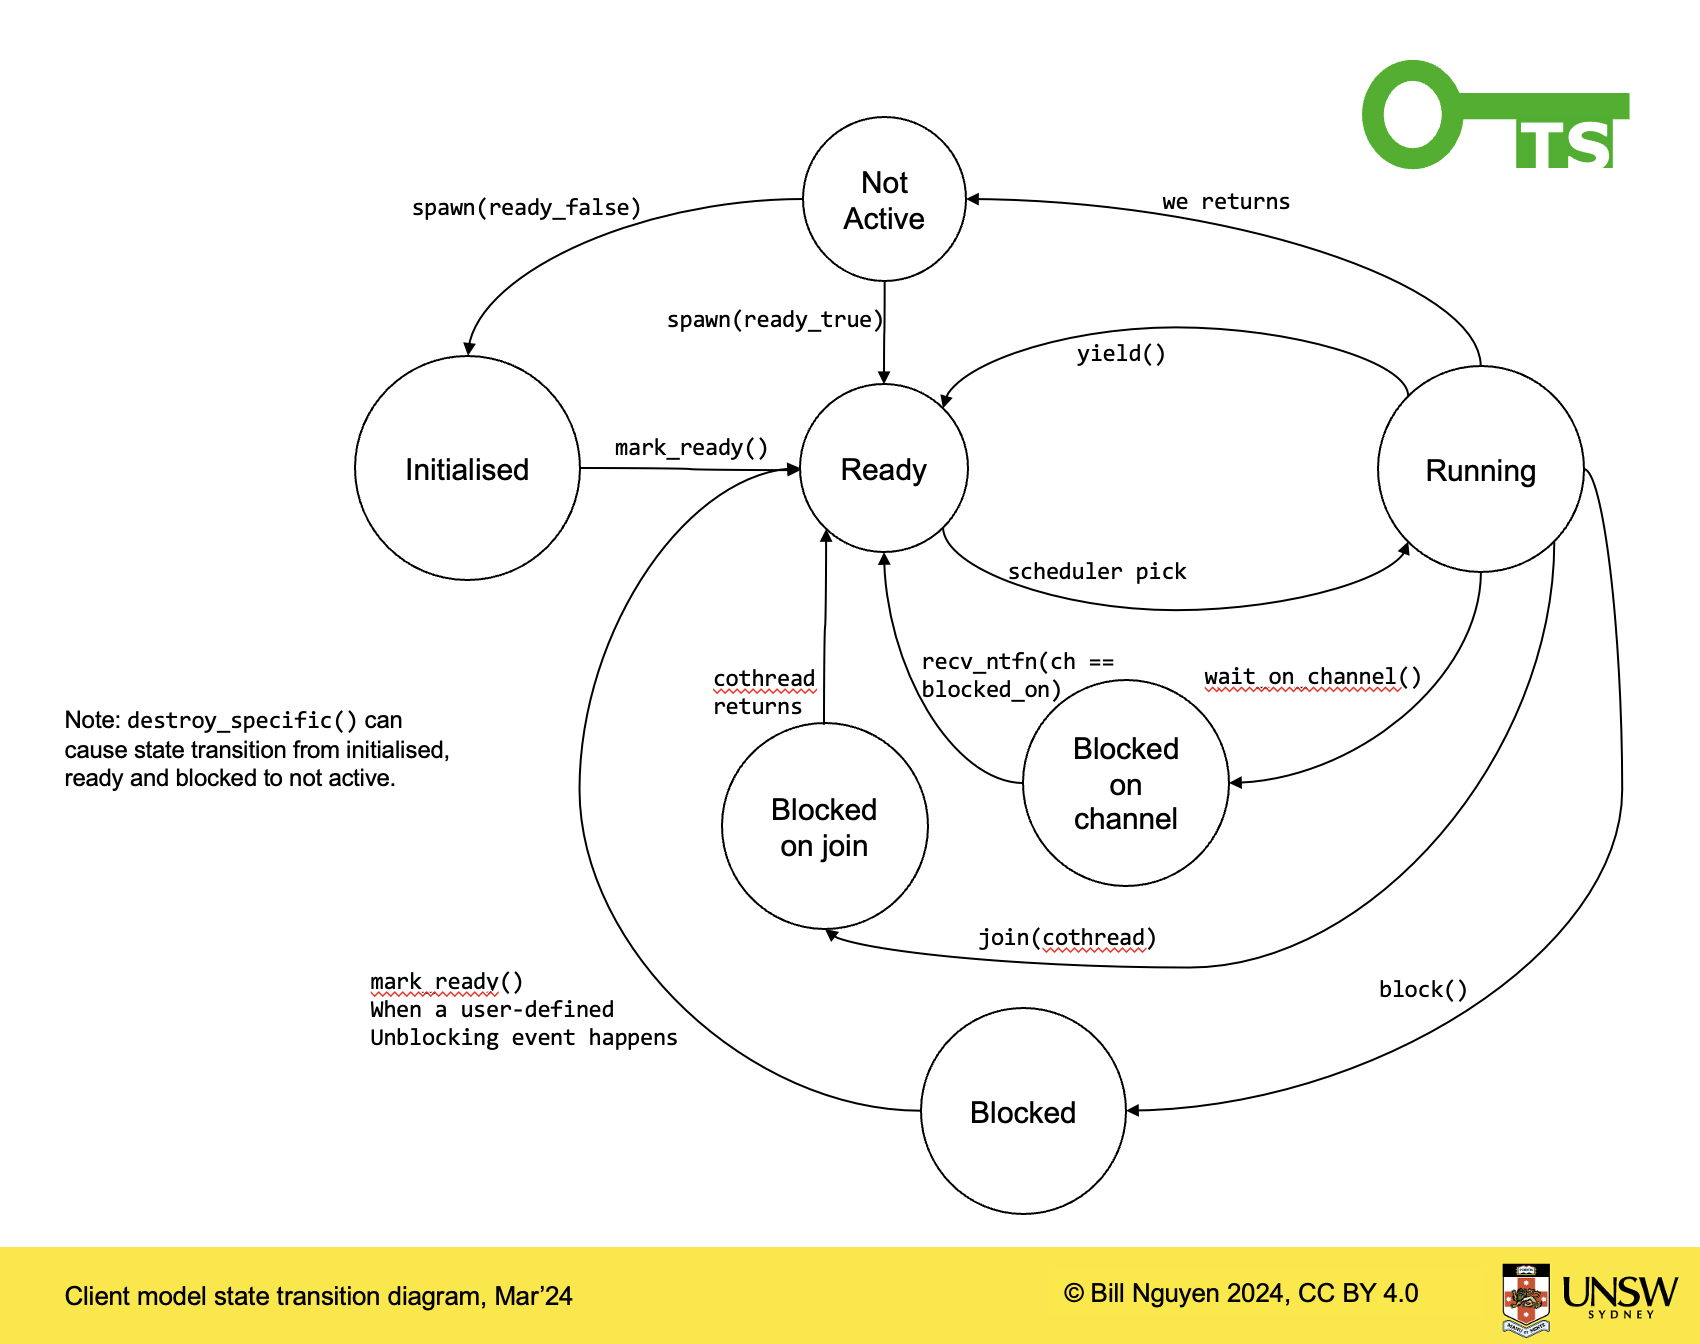 TS
Not
Active
spawn(ready_false)
we returns
spawn(ready_true)
yield()
mark_ready()
Initialised
Ready
Running
scheduler pick
recv_ntfn(ch ==
blocked_on)
wait_on_channel()
cothread
returns
Note: destroy_specific() can
cause state transition from initialised,
ready and blocked to not active.
Blocked
on
channel
Blocked
on join
join(cothread)
mark_ready()
When a user-defined
Unblocking event happens
block()
Blocked
Client model state transition diagram, Mar’24
© Bill Nguyen 2024, CC BY 4.0
UNSW
SYDNEY